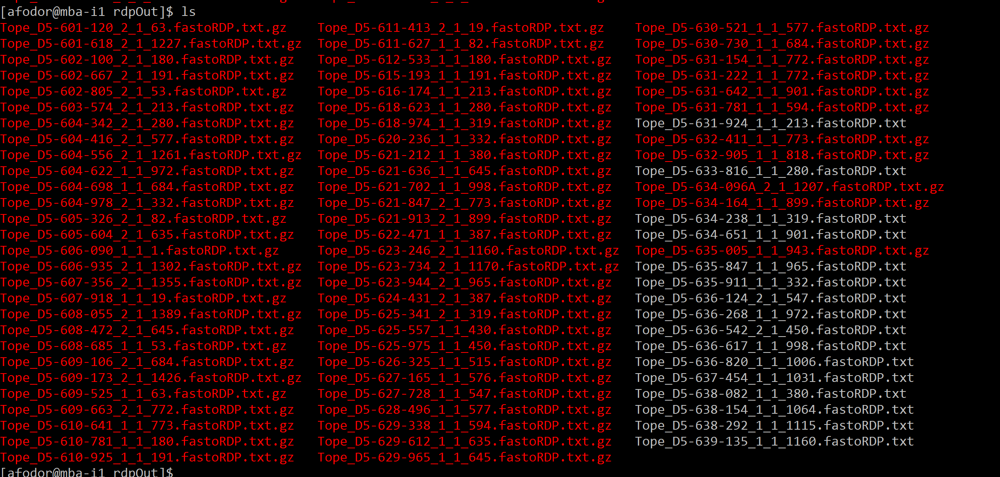 [afodor@mba-i1 rdpOut]$ ls
Tope_D5-601-120_2_1_63.fastoRDP.txt.gz Tope_D5-611-413_2_1_19.fastoRDP.txt.gz Tope_D5-630-521_1_1_577.fastoRDP.txt.gz
Tope_D5-601-618_2_1_1227.fastoRDP.txt.gz Tope_D5-611-627_1_1_82.fastoRDP.txt.gz Tope_D5-630-730_1_1_684.fastoRDP.txt.gz
Tope_D5-602-100_2_1_180.fastoRDP.txt.gz Tope_D5-612-533_1_1_180.fastoRDP.txt.gz Tope_D5-631-154_1_1_772.fastoRDP.txt.gz
Tope_D5-602-667_2_1_191.fastoRDP.txt.gz Tope_D5-615-193_1_1_191.fastoRDP.txt.gz Tope_D5-631-222_1_1_772.fastoRDP.txt.gz
Tope_D5-602-805_2_1_53.fastoRDP.txt.gz Tope_D5-616-174_1_1_213.fastoRDP.txt.gz Tope_D5-631-642_1_1_901.fastoRDP.txt.gz
Tope_D5-603-574_2_1_213.fastoRDP.txt.gz Tope_D5-618-623_1_1_280.fastoRDP.txt.gz Tope_D5-631-781_1_1_594.fastoRDP.txt.gz
Tope_D5-604-342_2_1_280.fastoRDP.txt.gz Tope_D5-618-974_1_1_319.fastoRDP.txt.gz Tope_D5-631-924_1_1_213.fastoRDP.txt
Tope_D5-604-416_2_1_577.fastoRDP.txt.gz Tope_D5-620-236_1_1_332.fastoRDP.txt.gz Tope_D5-632-411_1_1_773.fastoRDP.txt.gz
Tope_D5-604-556_2_1_1261.fastoRDP.txt.gz Tope_D5-621-212_1_1_380.fastoRDP.txt.gz Tope_D5-632-905_1_1_818.fastoRDP.txt.gz
Tope_D5-604-622_1_1_972.fastoRDP.txt.gz Tope_D5-621-636_1_1_645.fastoRDP.txt.gz Tope_D5-633-816_1_1_280.fastoRDP.txt
Tope_D5-604-698_1_1_684.fastoRDP.txt.gz Tope_D5-621-702_1_1_998.fastoRDP.txt.gz Tope_D5-634-096A_2_1_1207.fastoRDP.txt.gz
Tope_D5-604-978_2_1_332.fastoRDP.txt.gz Tope_D5-621-847_2_1_773.fastoRDP.txt.gz Tope_D5-634-164_1_1_899.fastoRDP.txt.gz
Tope_D5-605-326_2_1_82.fastoRDP.txt.gz Tope_D5-621-913_2_1_899.fastoRDP.txt.gz Tope_D5-634-238_1_1_319.fastoRDP.txt
Tope_D5-605-604_2_1_635.fastoRDP.txt.gz Tope_D5-622-471_1_1_387.fastoRDP.txt.gz Tope_D5-634-651_1_1_901.fastoRDP.txt
Tope_D5-606-090_1_1_1.fastoRDP.txt.gz Tope_D5-623-246_2_1_1160.fastoRDP.txt.gz Tope_D5-635-005_1_1_943.fastoRDP.txt.gz
Tope_D5-606-935_2_1_1302.fastoRDP.txt.gz Tope_D5-623-734_2_1_1170.fastoRDP.txt.gz Tope_D5-635-847_1_1_965.fastoRDP.txt
Tope_D5-607-356_2_1_1355.fastoRDP.txt.gz Tope_D5-623-944_2_1_965.fastoRDP.txt.gz Tope_D5-635-911_1_1_332.fastoRDP.txt
Tope_D5-607-918_1_1_19.fastoRDP.txt.gz Tope_D5-624-431_2_1_387.fastoRDP.txt.gz Tope_D5-636-124_2_1_547.fastoRDP.txt
Tope_D5-608-055_2_1_1389.fastoRDP.txt.gz Tope_D5-625-341_2_1_319.fastoRDP.txt.gz Tope_D5-636-268_1_1_972.fastoRDP.txt
Tope_D5-608-472_2_1_645.fastoRDP.txt.gz Tope_D5-625-557_1_1_430.fastoRDP.txt.gz Tope_D5-636-542_2_1_450.fastoRDP.txt
Tope_D5-608-685_1_1_53.fastoRDP.txt.gz Tope_D5-625-975_1_1_450.fastoRDP.txt.gz Tope_D5-636-617_1_1_998.fastoRDP.txt
Tope_D5-609-106_2_1_684.fastoRDP.txt.gz Tope_D5-626-325_1_1_515.fastoRDP.txt.gz Tope_D5-636-820_1_1_1006.fastoRDP.txt
Tope_D5-609-173_2_1_1426.fastoRDP.txt.gz Tope_D5-627-165_1_1_576.fastoRDP.txt.gz Tope_D5-637-454_1_1_1031.fastoRDP.txt
Tope_D5-609-525_1_1_63.fastoRDP.txt.gz Tope_D5-627-728_1_1_547.fastoRDP.txt.gz Tope_D5-638-082_1_1_380.fastoRDP.txt
Tope_D5-609-663_2_1_772.fastoRDP.txt.gz Tope_D5-628-496_1_1_577.fastoRDP.txt.gz Tope_D5-638-154_1_1_1064.fastoRDP.txt
Tope_D5-610-641_1_1_773.fastoRDP.txt.gz Tope_D5-629-338_1_1_594.fastoRDP.txt.gz Tope_D5-638-292_1_1_1115.fastoRDP.txt
Tope_D5-610-781_1_1_180.fastoRDP.txt.gz Tope_D5-629-612_1_1_635.fastoRDP.txt.gz Tope_D5-639-135_1_1_1160.fastoRDP.txt
Tope_D5-610-925_1_1_191.fastoRDP.txt.gz Tope_D5-629-965_1_1_645.fastoRDP.txt.gz
[afodor@mba-i1 rdpOut]$